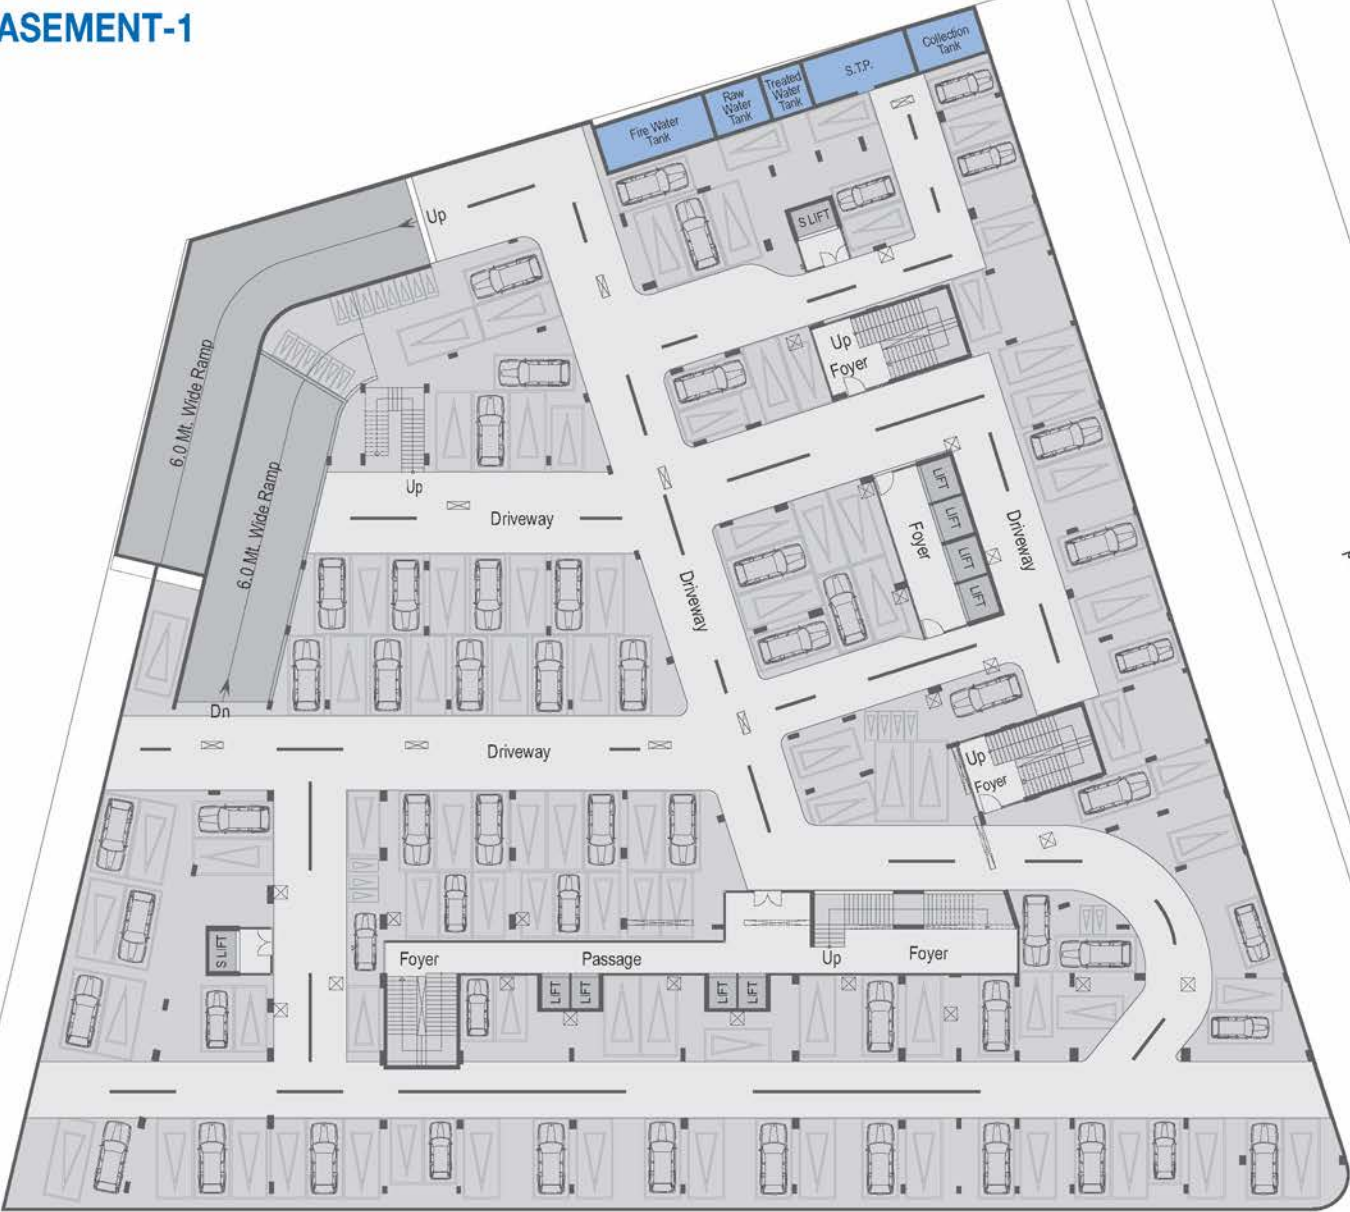 ASEMENT-1
Collection
Tank
S.T.P.
Treated
Water
Tank
Raw
Water
Tank
Fire Water
Tank
Up
S LIFT
Up
Foyer
6.0 Mt. Wide Ramp
6.0 Mt. Wide Ramp
Up
Driveway
LIFT
LIFT
LIFT
LIFT
Foyer
Driveway
Driveway
Dn
Driveway
Up
Foyer
S LIFT
Foyer
Passage
Up
Foyer
LIFT
LIFT
LIFT
LIFT